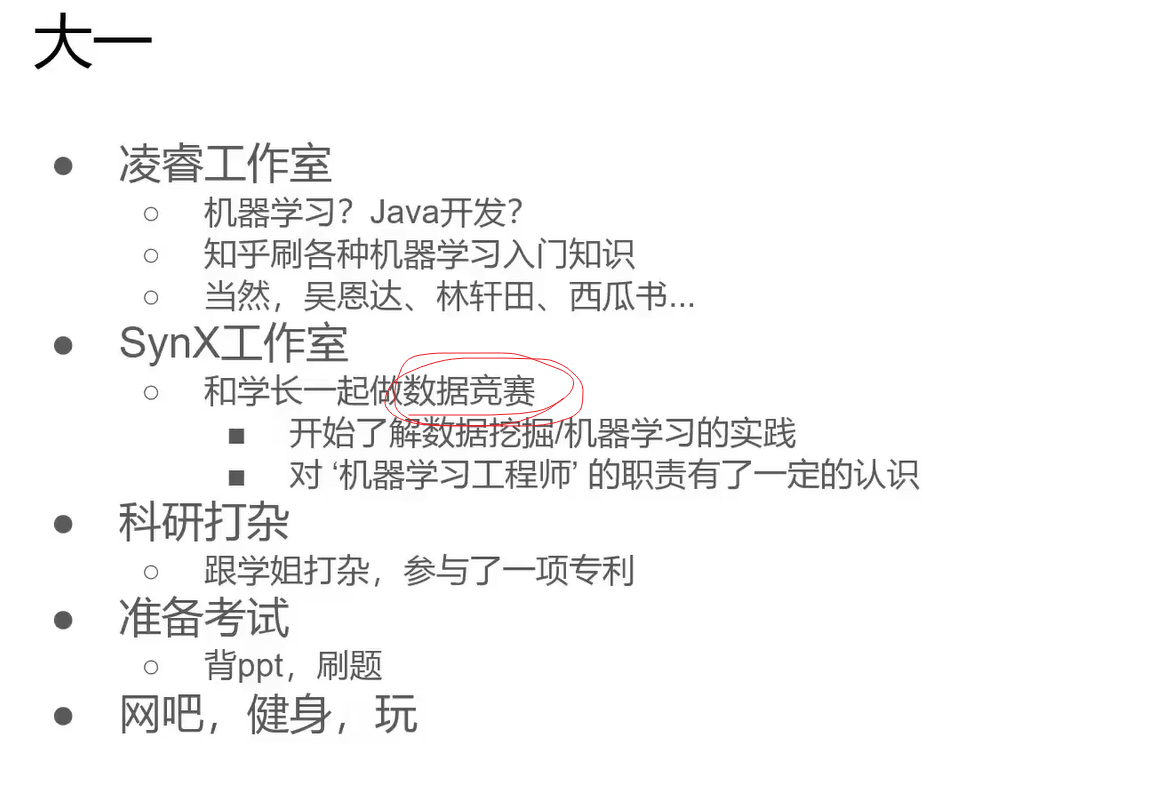 大一
● 凌睿工作室
○ 机器学习？Java开发？
○ 知乎刷各种机器学习入门知识
○ 当然，吴恩达、林轩田、西瓜书...
● SynX工作室
○ 和学长一起做数据竞赛
■ 开始了解数据挖掘/机器学习的实践
■ 对 ‘机器学习工程师’ 的职责有了一定的认识
● 科研打杂
○ 跟学姐打杂，参与了一项专利
● 准备考试
○ 背ppt，刷题
● 网吧，健身，玩